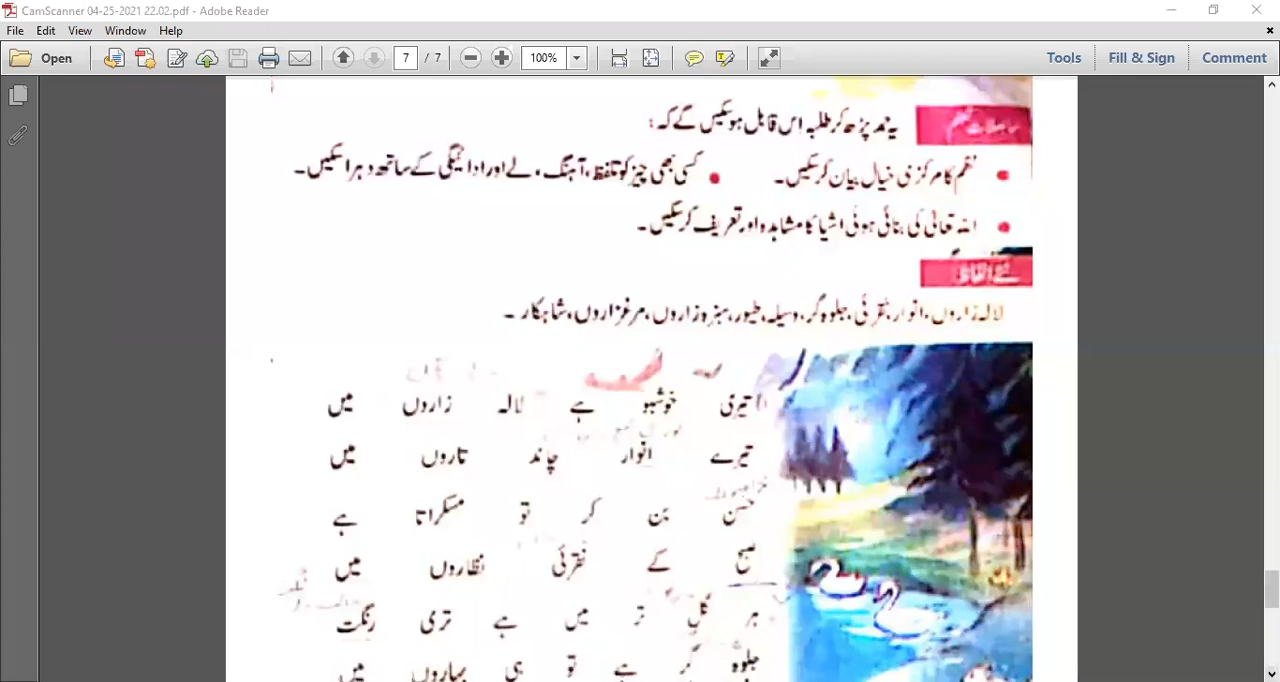 CamScanner 04-25-2021 22.02.pdf - Adobe Reader
File Edit View Window Help
Open 7 / 7 100% Tools Fill & Sign Comment
حاصلاتِ تعلم
یہ حمد پڑھ کر طلبہ اس قابل ہو سکیں گے کہ:
نظم کا مرکزی خیال بیان کر سکیں۔ • کسی بھی چیز کو تلفظ، آہنگ، لے اور ادائیگی کے ساتھ دہرا سکیں۔
اللہ تعالیٰ کی بنائی ہوئی اشیا کا مشاہدہ اور تعریف کر سکیں۔
نئے الفاظ
لالہ زاروں، انوار، نقرئی، جلوہ گر، وسیلہ، طیور، سبزہ زاروں، مرغزاروں، شاہکار۔
تیری خوشبو ہے لالہ زاروں میں
تیرے انوار چاند تاروں میں
حسن بن کر تو مسکراتا ہے
صبح کے نقرئی نظاروں میں
ہر گلِ تر میں ہے تری رنگت
جلوہ گر ہے تو ہی بہاروں میں